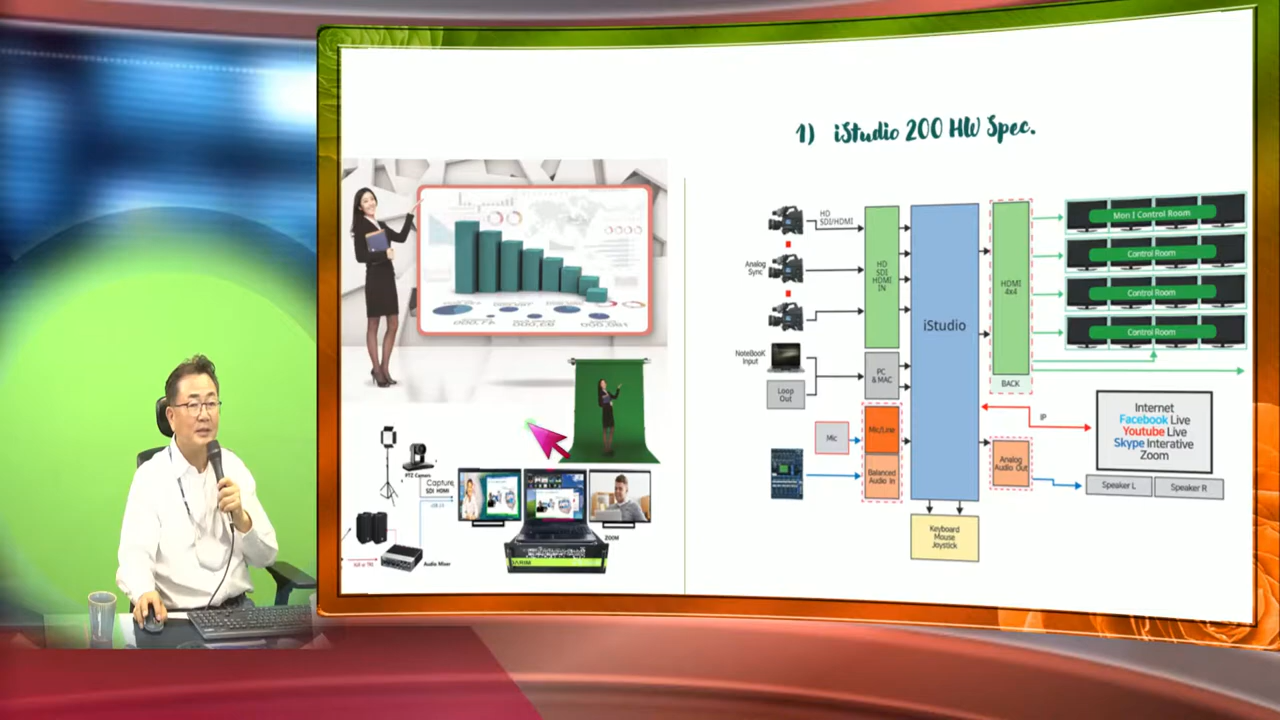 1) iStudio 200 HW Spec.
HD
SDI/HDMI
Analog
Sync
NoteBooK
Input
Loop
Out
Mic
HD
SDI
HDMI
IN
PC
& MAC
Mic/Line
Balanced
Audio In
iStudio
HDMI
4x4
BACK
Analog
Audio Out
Keyboard
Mouse
Joystick
Mon I Control Room
Control Room
Control Room
Control Room
IP
Internet
Facebook Live
Youtube Live
Skype Interative
Zoom
Speaker L
Speaker R
PTZ Camera
Capture
SDI HDMI
ZOOM
Audio Mixer